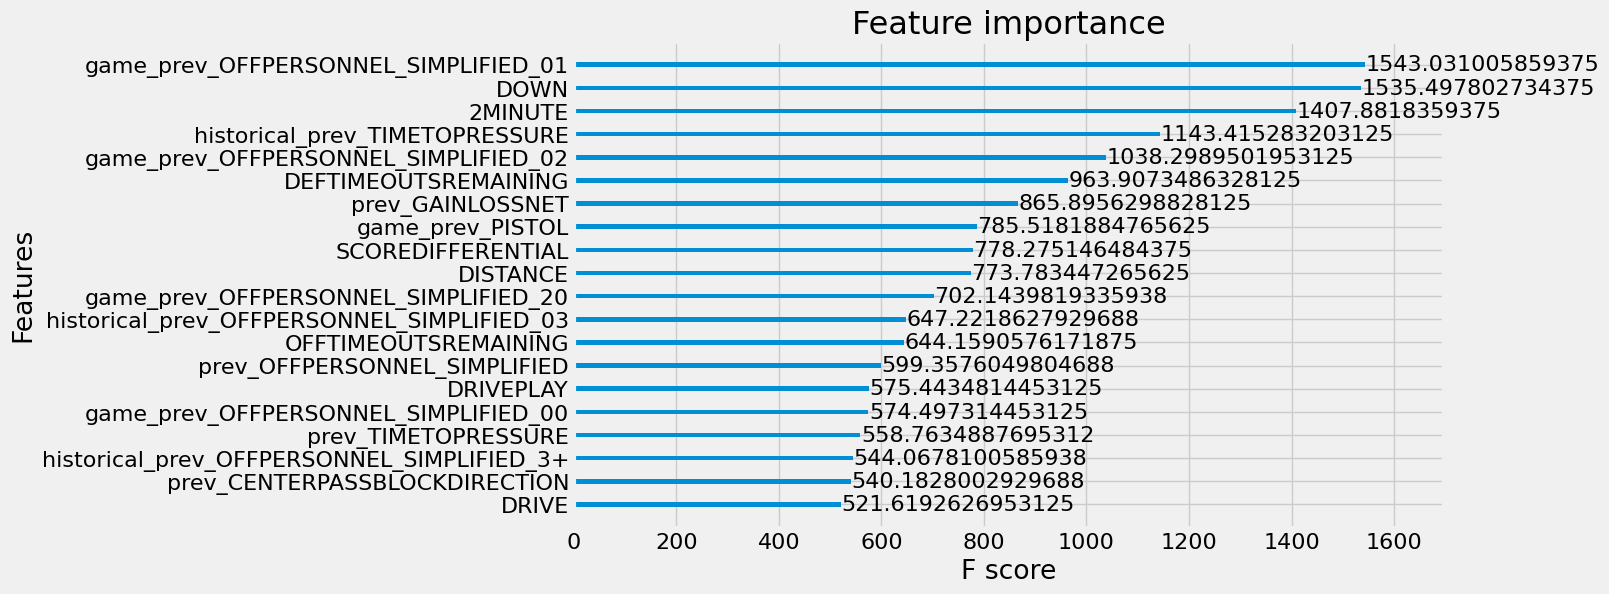 Feature importance
game_prev_OFFPERSONNEL_SIMPLIFIED_01 1543.031005859375
DOWN 1535.497802734375
2MINUTE 1407.8818359375
historical_prev_TIMETOPRESSURE 1143.415283203125
game_prev_OFFPERSONNEL_SIMPLIFIED_02 1038.2989501953125
DEFTIMEOUTSREMAINING 963.9073486328125
prev_GAINLOSSNET 865.8956298828125
game_prev_PISTOL 785.5181884765625
SCOREDIFFERENTIAL 778.275146484375
DISTANCE 773.783447265625
game_prev_OFFPERSONNEL_SIMPLIFIED_20 702.1439819335938
historical_prev_OFFPERSONNEL_SIMPLIFIED_03 647.2218627929688
OFFTIMEOUTSREMAINING 644.1590576171875
prev_OFFPERSONNEL_SIMPLIFIED 599.3576049804688
DRIVEPLAY 575.4434814453125
game_prev_OFFPERSONNEL_SIMPLIFIED_00 574.497314453125
prev_TIMETOPRESSURE 558.7634887695312
historical_prev_OFFPERSONNEL_SIMPLIFIED_3+ 544.0678100585938
prev_CENTERPASSBLOCKDIRECTION 540.1828002929688
DRIVE 521.6192626953125
Features
0 200 400 600 800 1000 1200 1400 1600
F score